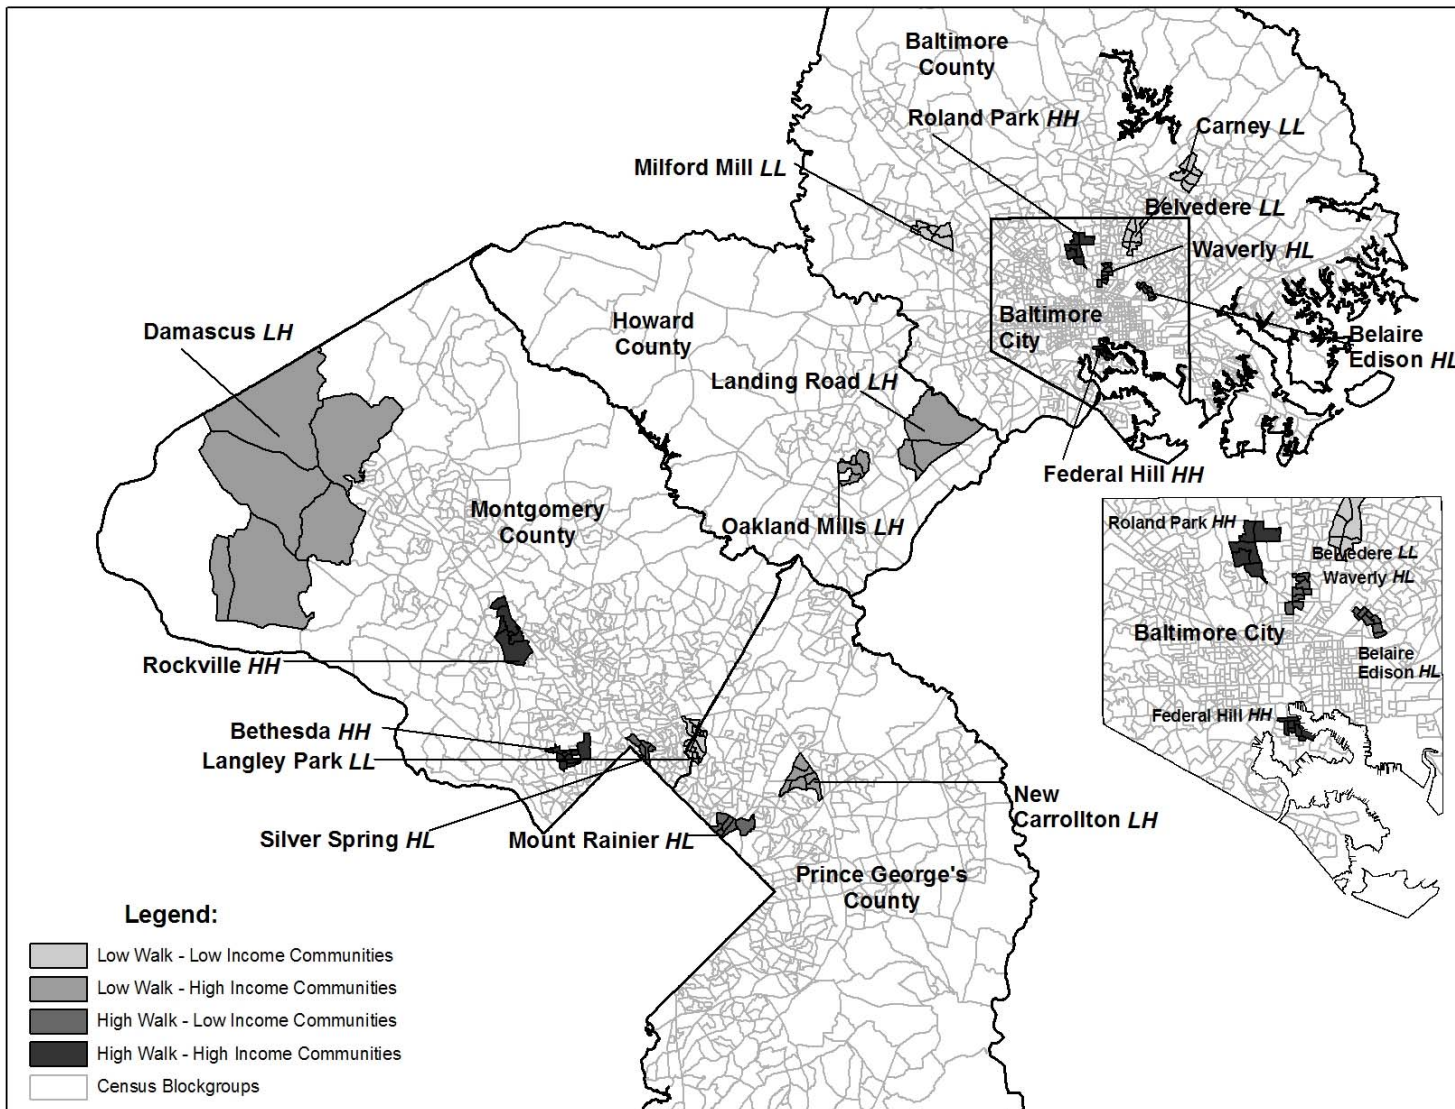 Baltimore
County
Roland Park HH
Carney LL
Milford Mill LL
Belvedere LL
Waverly HL
Baltimore
City
Belaire
Edison HL
Howard
County
Damascus LH
Landing Road LH
Federal Hill HH
Oakland Mills LH
Montgomery
County
Rockville HH
Bethesda HH
Langley Park LL
Silver Spring HL
Mount Rainier HL
New
Carrollton LH
Prince George's
County
Roland Park HH
Belvedere LL
Waverly HL
Baltimore City
Belaire
Edison HL
Federal Hill HH
Legend:
Low Walk - Low Income Communities
Low Walk - High Income Communities
High Walk - Low Income Communities
High Walk - High Income Communities
Census Blockgroups